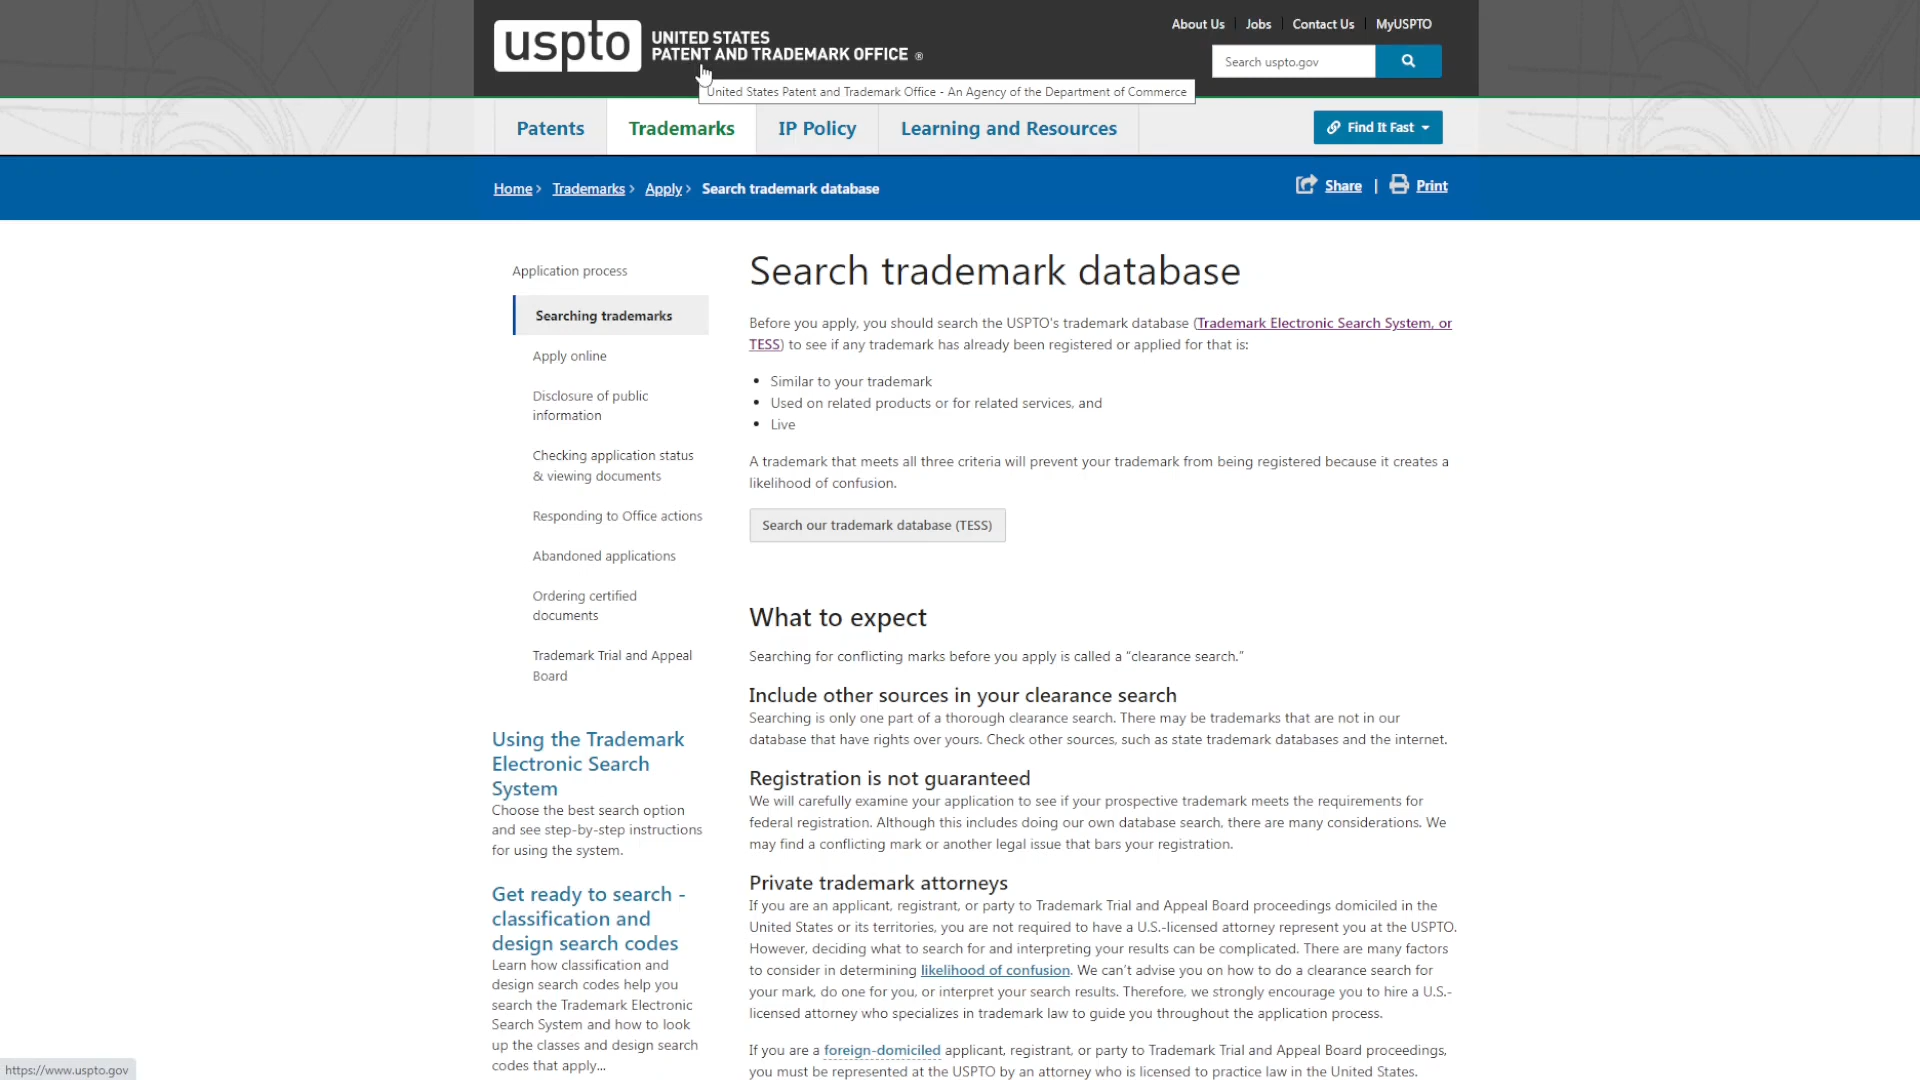 About Us
Jobs
Contact Us
MyUSPTO
uspto
UNITED STATES
PATENT AND TRADEMARK OFFICE ®
Search uspto.gov
United States Patent and Trademark Office - An Agency of the Department of Commerce
Patents
Trademarks
IP Policy
Learning and Resources
Find It Fast
Home
Trademarks
Apply
Search trademark database
Share
|
Print
Application process
Searching trademarks
Apply online
Disclosure of public
information
Checking application status
& viewing documents
Responding to Office actions
Abandoned applications
Ordering certified
documents
Trademark Trial and Appeal
Board
Using the Trademark
Electronic Search
System
Choose the best search option
and see step-by-step instructions
for using the system.
Get ready to search -
classification and
design search codes
Learn how classification and
design search codes help you
search the Trademark Electronic
Search System and how to look
up the classes and design search
codes that apply...
Search trademark database
Before you apply, you should search the USPTO's trademark database (Trademark Electronic Search System, or
TESS) to see if any trademark has already been registered or applied for that is:
• Similar to your trademark
• Used on related products or for related services, and
• Live
A trademark that meets all three criteria will prevent your trademark from being registered because it creates a
likelihood of confusion.
Search our trademark database (TESS)
What to expect
Searching for conflicting marks before you apply is called a “clearance search.”
Include other sources in your clearance search
Searching is only one part of a thorough clearance search. There may be trademarks that are not in our
database that have rights over yours. Check other sources, such as state trademark databases and the internet.
Registration is not guaranteed
We will carefully examine your application to see if your prospective trademark meets the requirements for
federal registration. Although this includes doing our own database search, there are many considerations. We
may find a conflicting mark or another legal issue that bars your registration.
Private trademark attorneys
If you are an applicant, registrant, or party to Trademark Trial and Appeal Board proceedings domiciled in the
United States or its territories, you are not required to have a U.S.-licensed attorney represent you at the USPTO.
However, deciding what to search for and interpreting your results can be complicated. There are many factors
to consider in determining likelihood of confusion. We can’t advise you on how to do a clearance search for
your mark, do one for you, or interpret your search results. Therefore, we strongly encourage you to hire a U.S.-
licensed attorney who specializes in trademark law to guide you throughout the application process.
If you are a foreign-domiciled applicant, registrant, or party to Trademark Trial and Appeal Board proceedings,
you must be represented at the USPTO by an attorney who is licensed to practice law in the United States.
https://www.uspto.gov